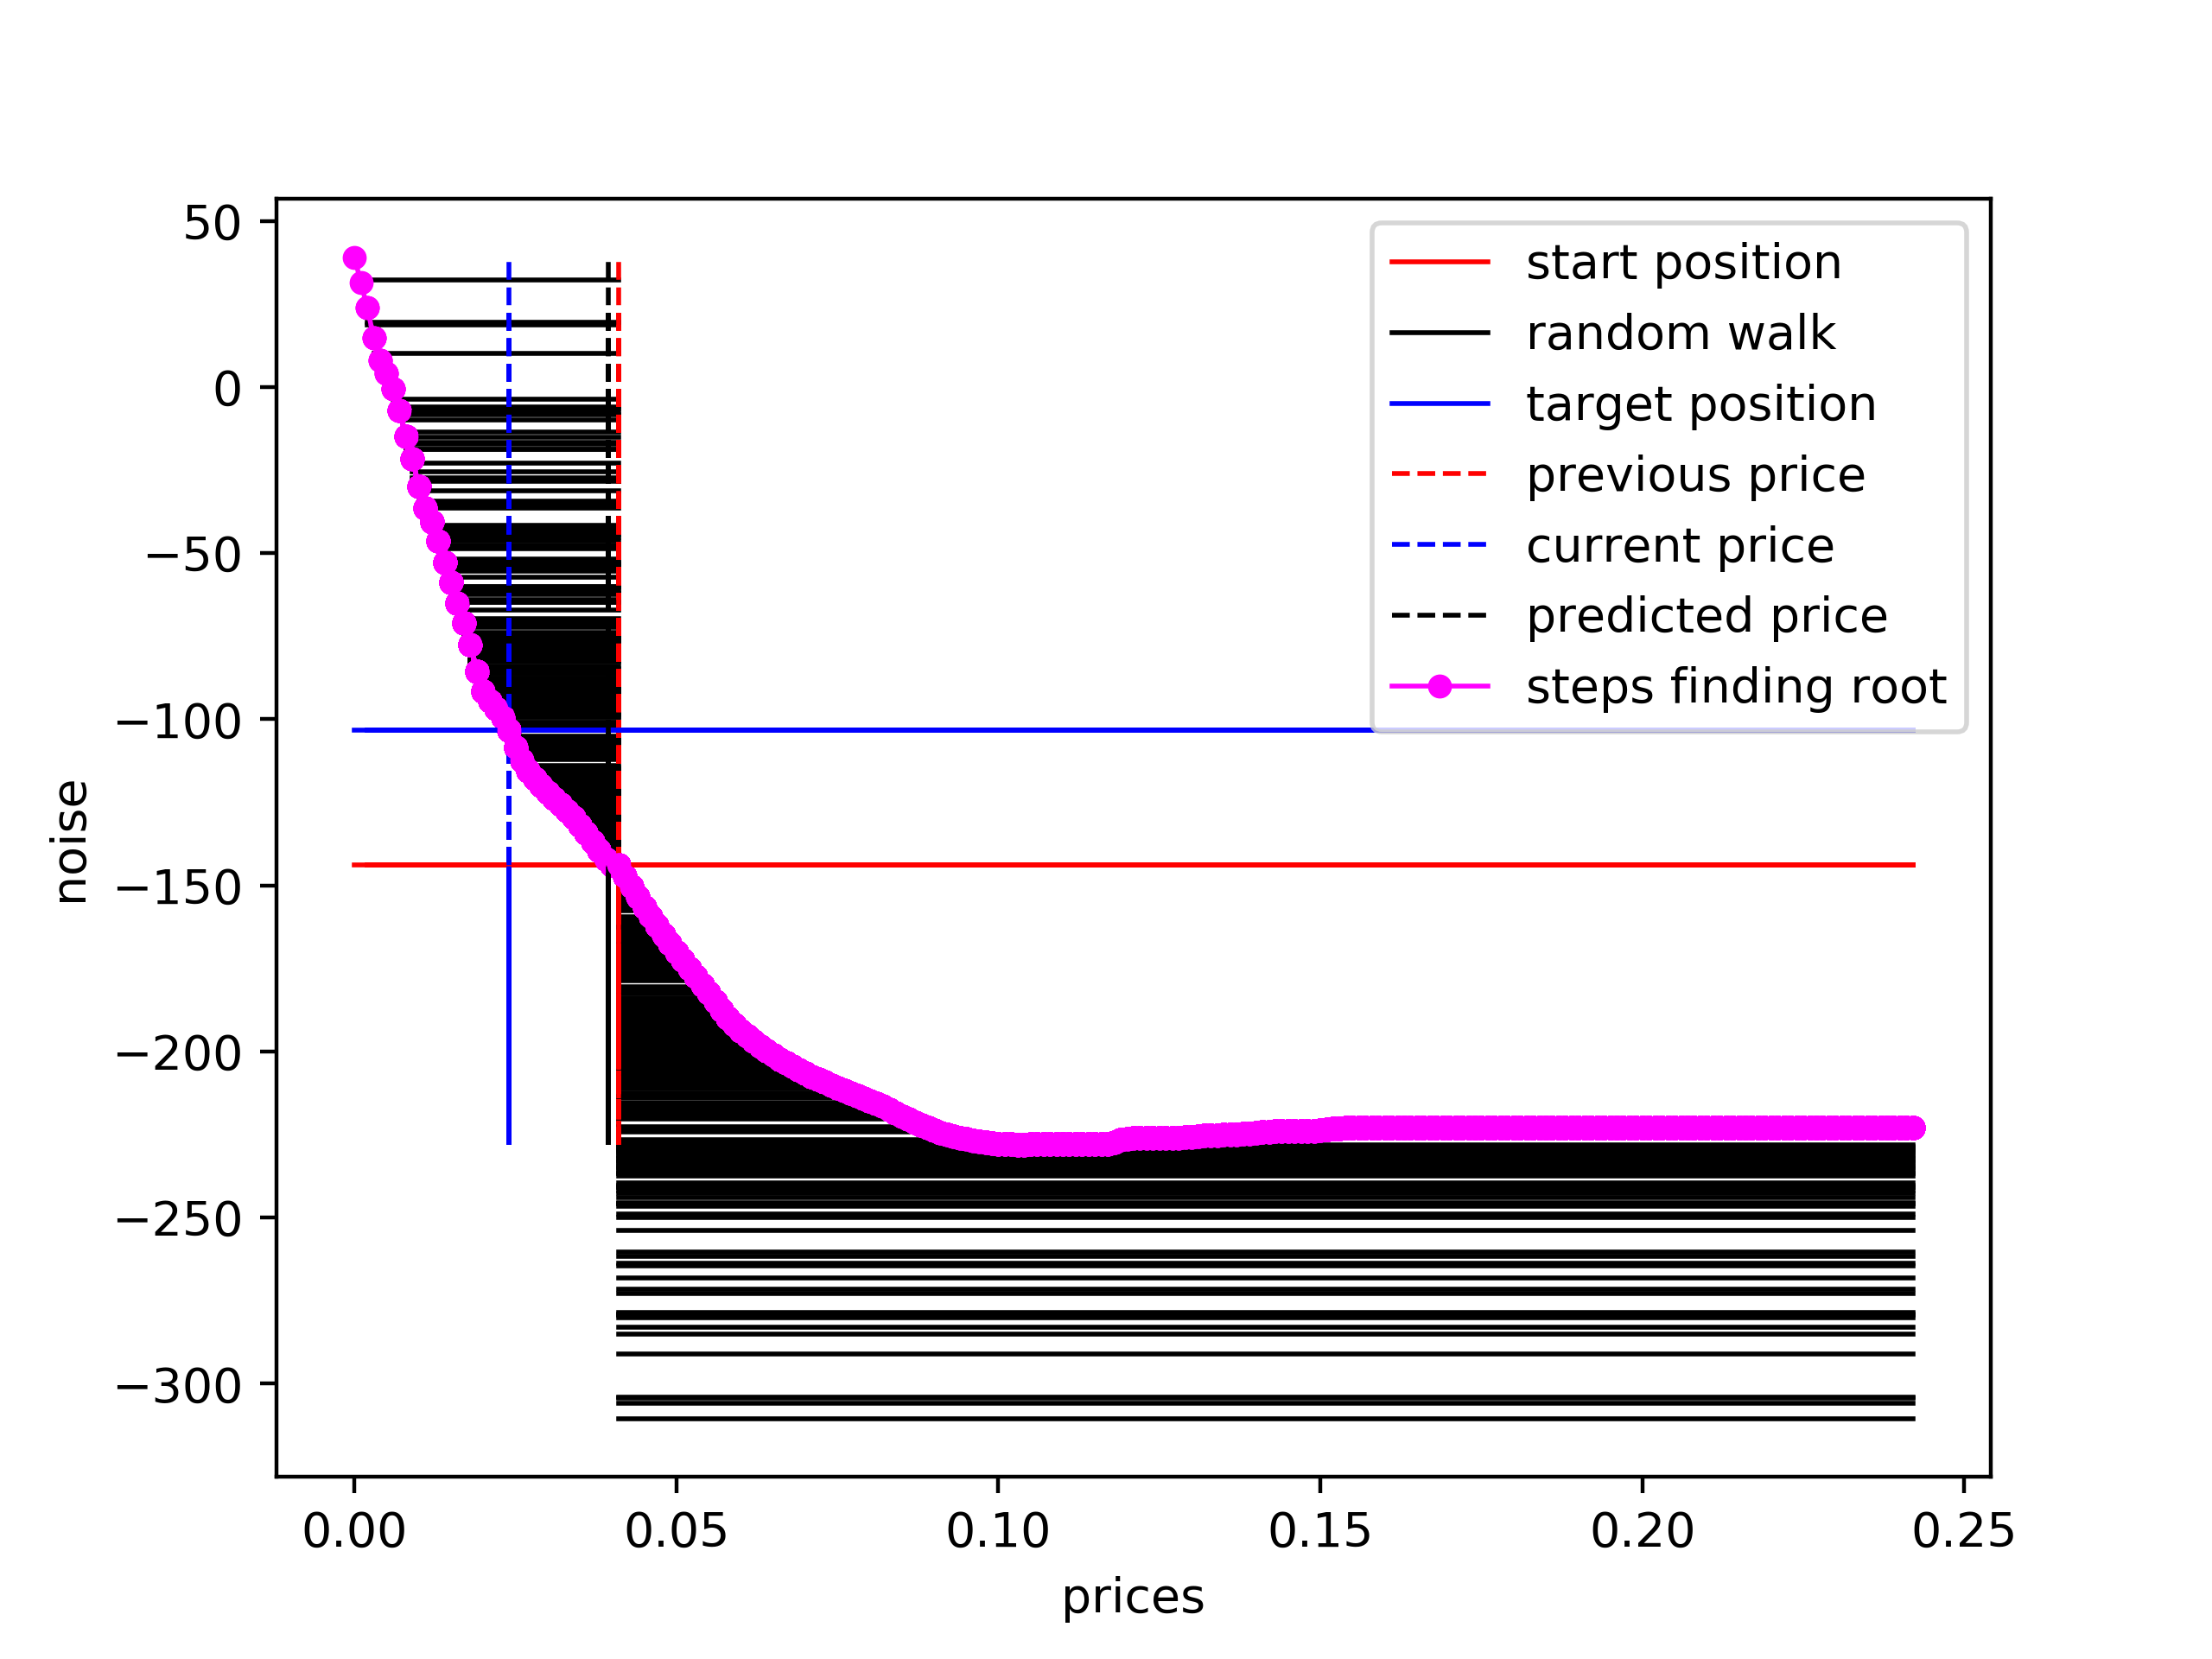 50
0
−50
−100
−150
−200
−250
−300
noise
0.00 0.05 0.10 0.15 0.20 0.25
prices
start position
random walk
target position
previous price
current price
predicted price
steps finding root